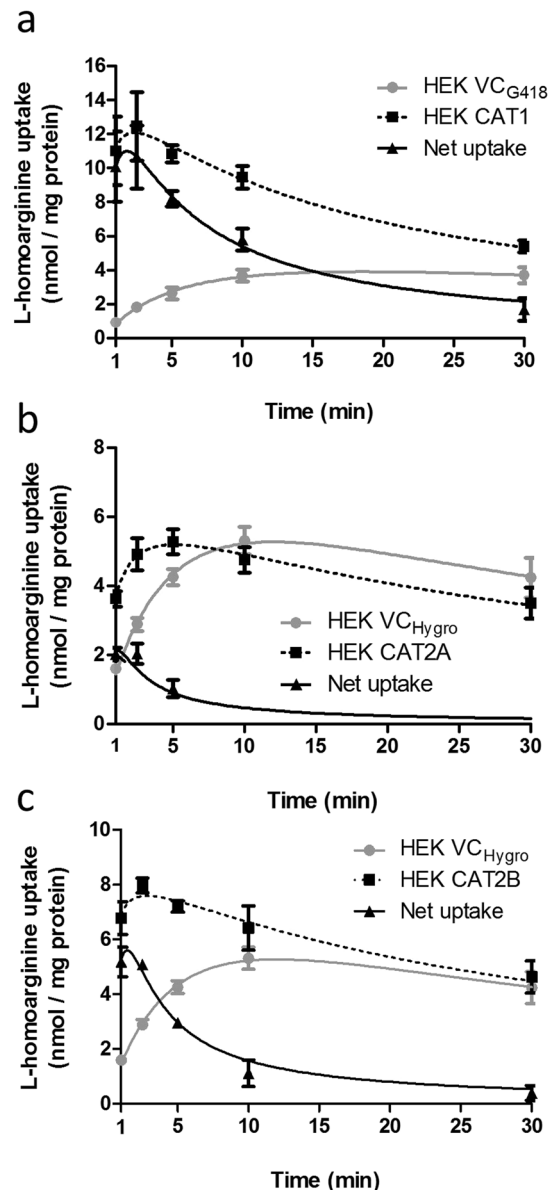 a
L-homoarginine uptake
(nmol / mg protein)
16
14
12
10
8
6
4
2
0
HEK VCG418
HEK CAT1
Net uptake
1 5 10 15 20 25 30
Time (min)
b
L-homoarginine uptake
(nmol / mg protein)
8
6
4
2
0
HEK VCHygro
HEK CAT2A
Net uptake
1 5 10 15 20 25 30
Time (min)
c
L-homoarginine uptake
(nmol / mg protein)
10
8
6
4
2
0
HEK VCHygro
HEK CAT2B
Net uptake
1 5 10 15 20 25 30
Time (min)